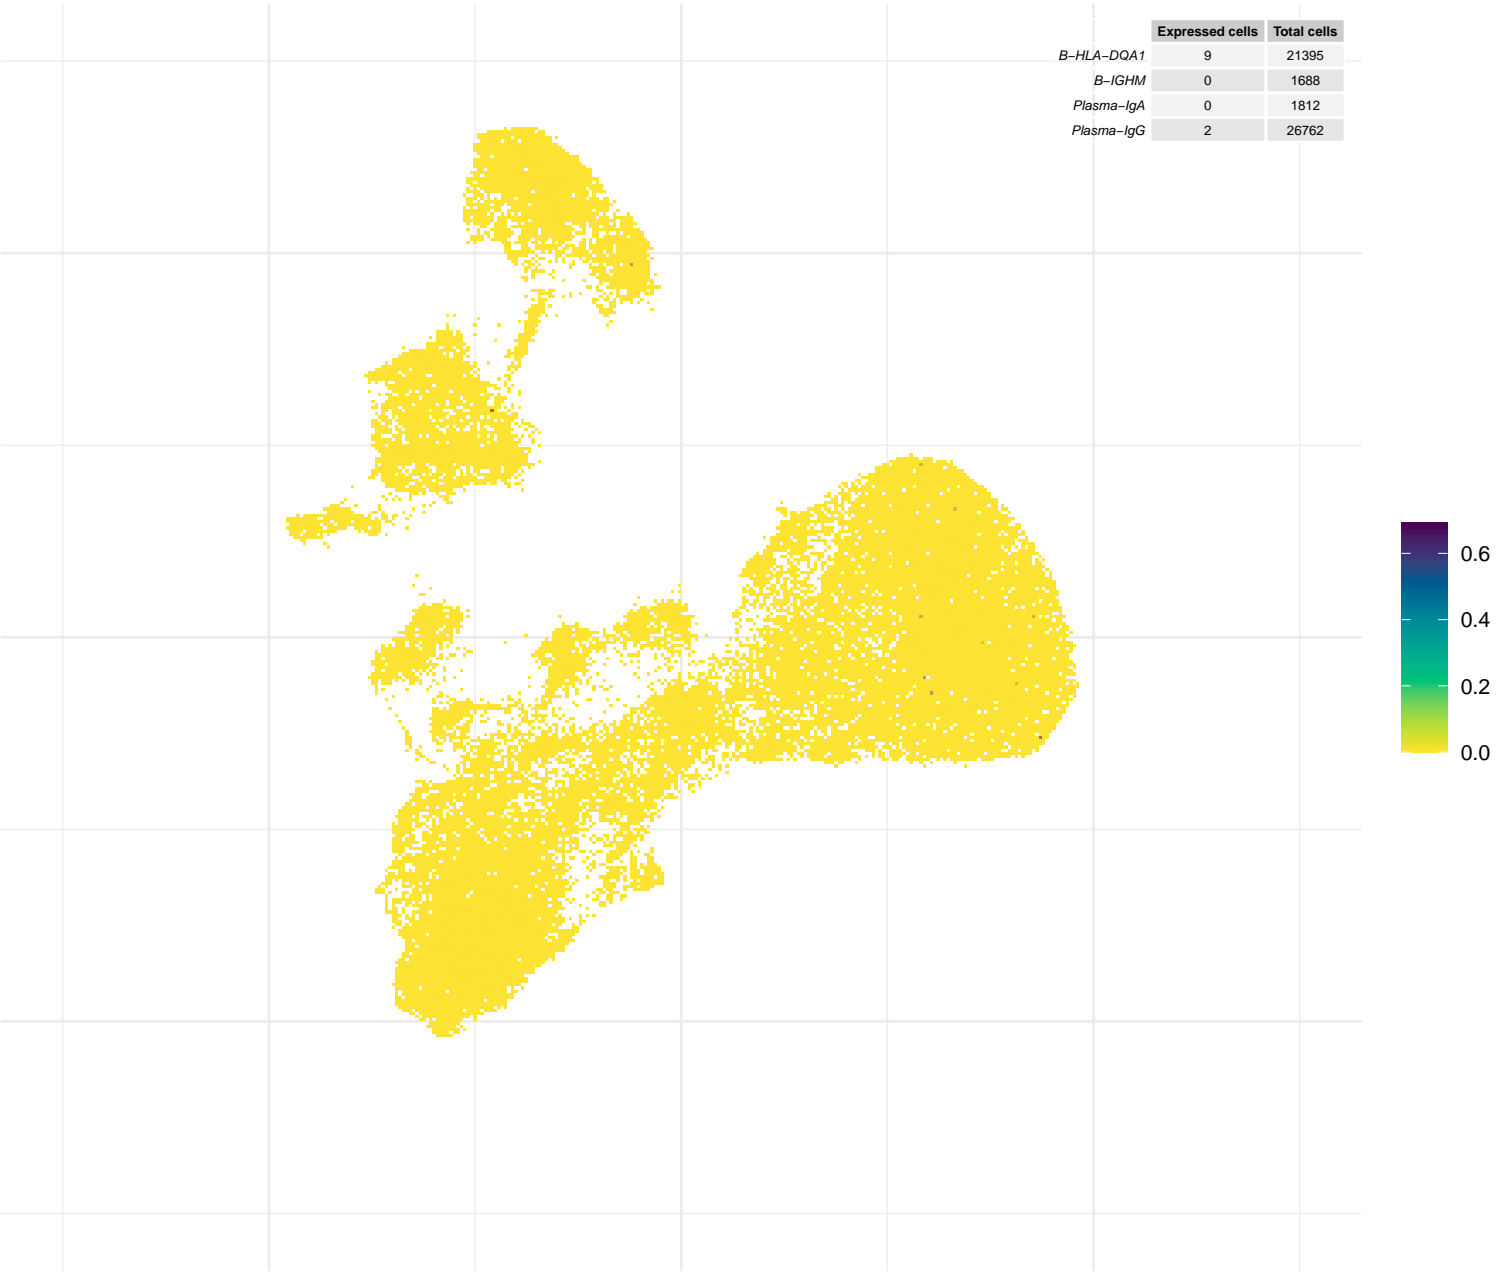 Expressed cells Total cells
B−HLA−DQA1 9 21395
B−IGHM 0 1688
Plasma−IgA 0 1812
Plasma−IgG 2 26762
0.6
0.4
0.2
0.0